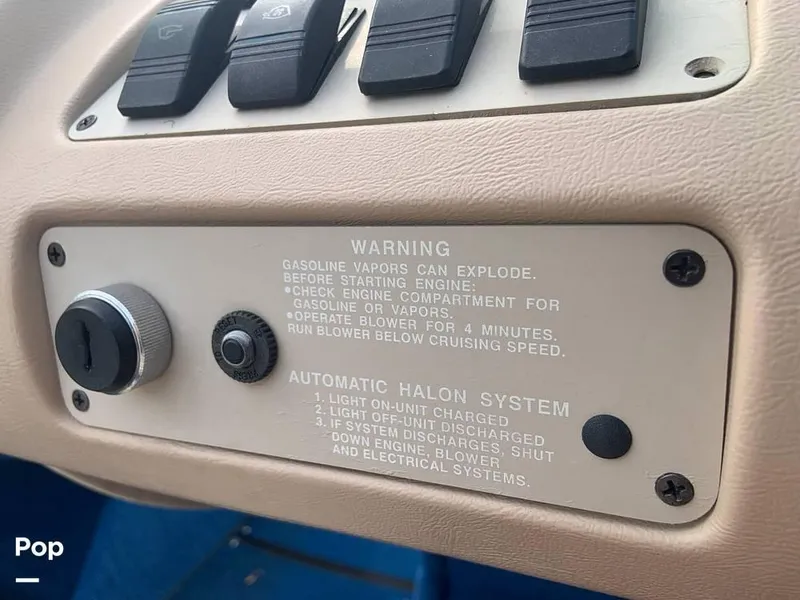 WARNING
GASOLINE VAPORS CAN EXPLODE.
BEFORE STARTING ENGINE:
•CHECK ENGINE COMPARTMENT FOR
GASOLINE OR VAPORS.
•OPERATE BLOWER FOR 4 MINUTES.
RUN BLOWER BELOW CRUISING SPEED.
AUTOMATIC HALON SYSTEM
1. LIGHT ON-UNIT CHARGED
2. LIGHT OFF-UNIT DISCHARGED
3. IF SYSTEM DISCHARGES, SHUT
DOWN ENGINE, BLOWER
AND ELECTRICAL SYSTEMS.
Pop